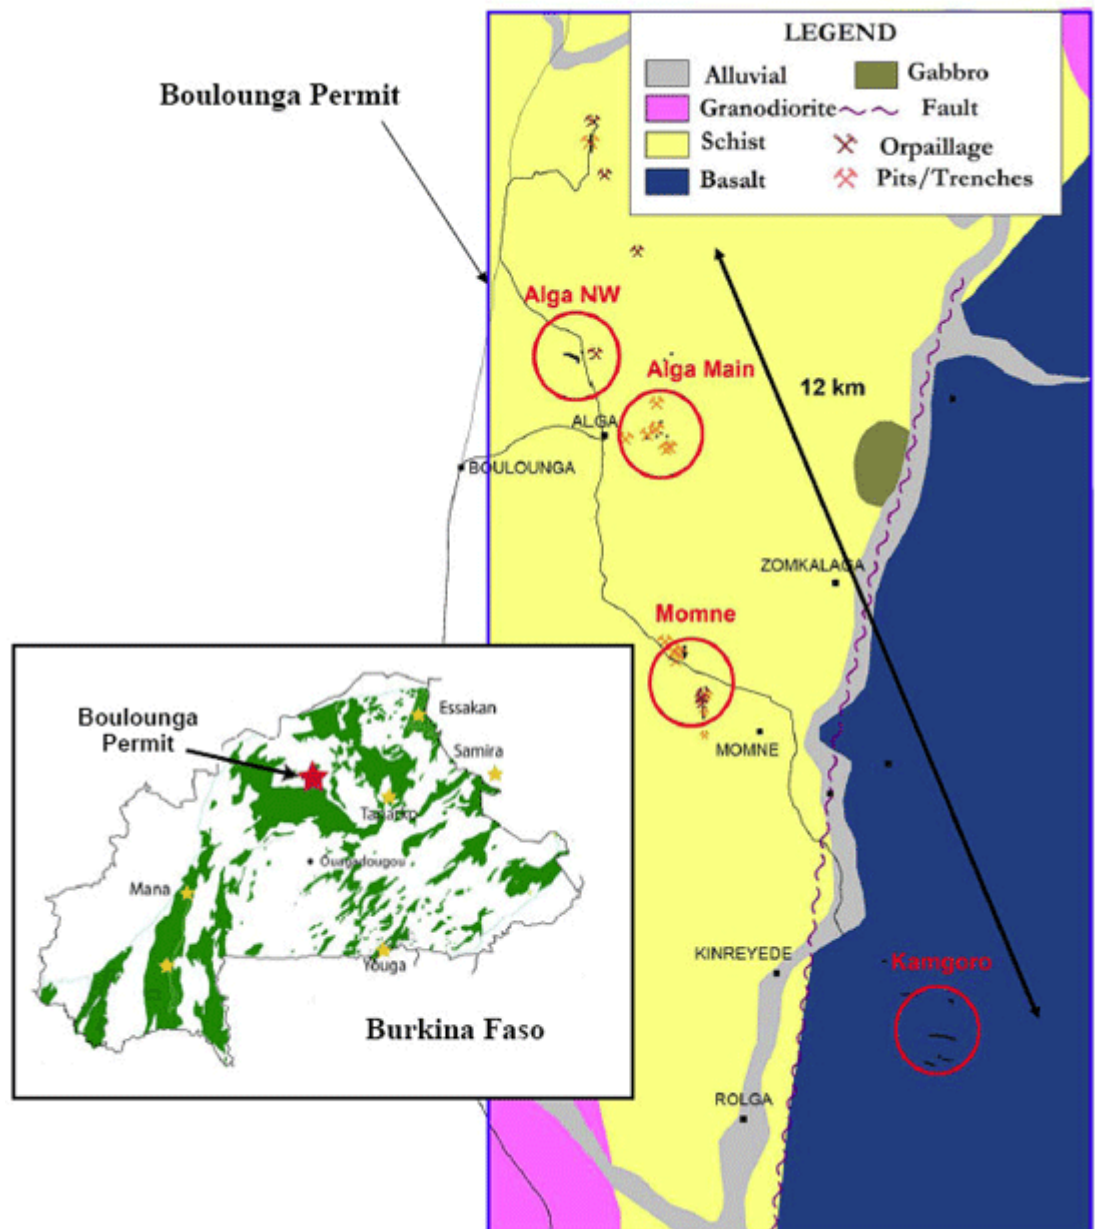 LEGEND
Alluvial
Gabbro
Granodiorite
Fault
Schist
Orpaillage
Basalt
Pits/Trenches
Boulounga Permit
Alga NW
Alga Main
12 km
ALGA
BOULOUNGA
ZOMKALAGA
Momne
MOMNE
KINREYEDE
Kamgoro
ROLGA
Boulounga
Permit
Essakan
Samira
Ouagadougou
Mana
Youga
Burkina Faso